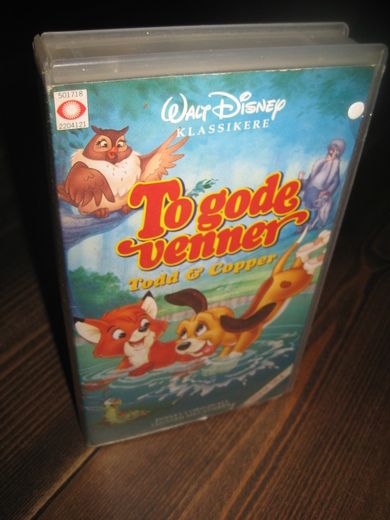 501718
2204121
WALT DISNEY
KLASSIKERE
To gode
venner
Todd & Copper